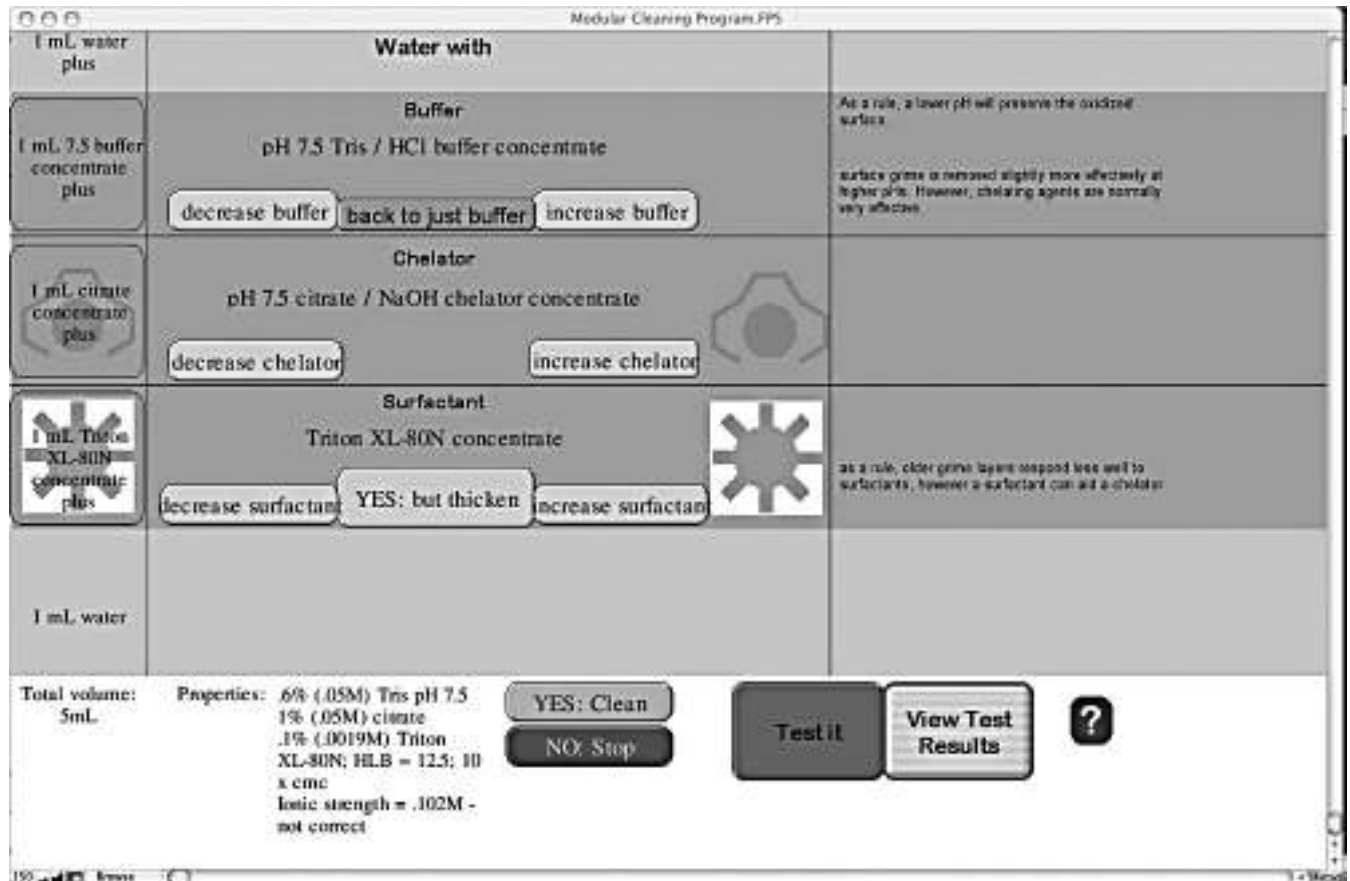 Modular Cleaning Program.FP5
1 mL water
plus
Water with
1 mL 7.5 buffer
concentrate
plus
Buffer
pH 7.5 Tris / HCl buffer concentrate
decrease buffer
back to just buffer
increase buffer
As a rule, a lower pH will preserve the oxidized
surface
surface grime is removed slightly more effectively at
higher pHs. However, chelating agents are normally
very effective.
1 mL citrate
concentrate
plus
Chelator
pH 7.5 citrate / NaOH chelator concentrate
decrease chelator
increase chelator
1 mL Triton
XL-80N
concentrate
plus
Surfactant
Triton XL-80N concentrate
decrease surfactant
YES: but thicken
increase surfactant
as a rule, older grime layers respond less well to
surfactants, however a surfactant can aid a chelator
1 mL water
Total volume:
5mL
Properties:
.6% (.05M) Tris pH 7.5
1% (.05M) citrate
.1% (.0019M) Triton
XL-80N; HLB = 12.5; 10
x cmc
Ionic strength = .102M -
not correct
YES: Clean
NO: Stop
Test it
View Test
Results
?
Browse